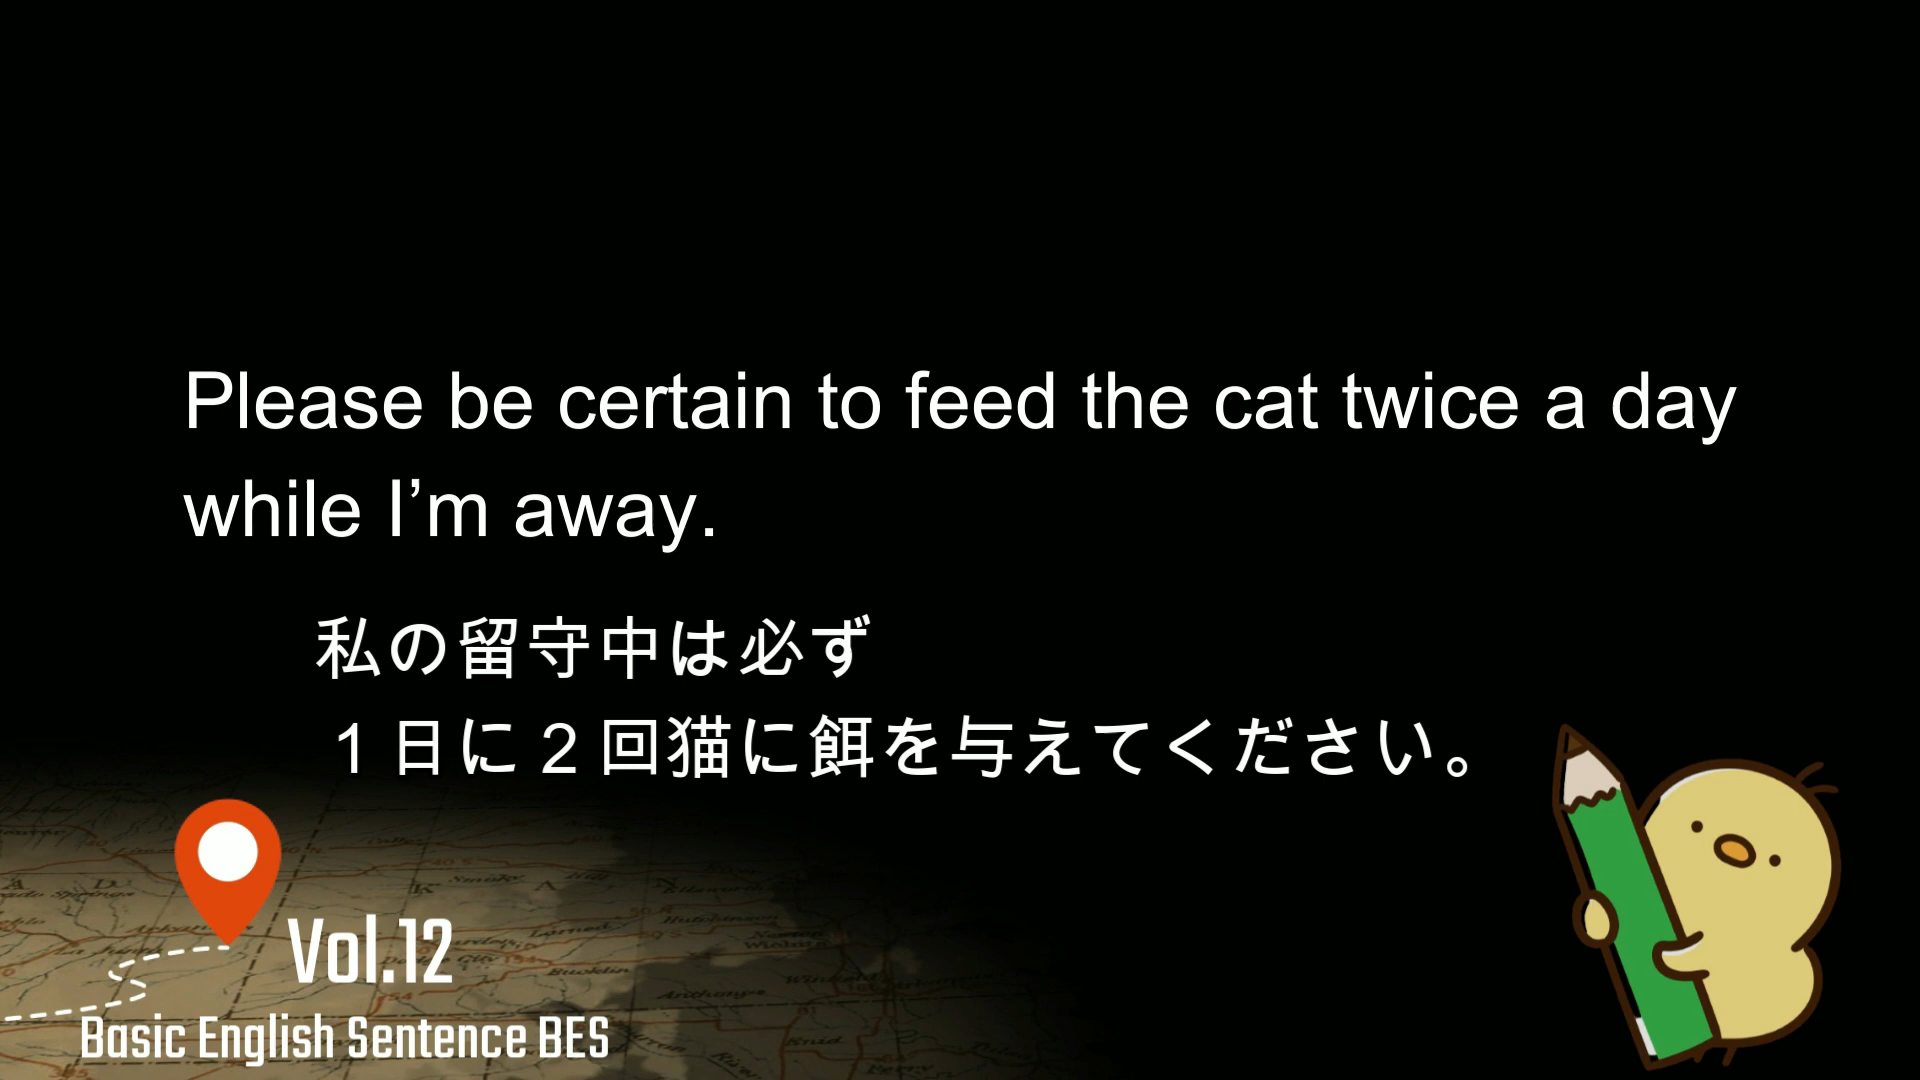 Please be certain to feed the cat twice a day
while I’m away.
私の留守中は必ず
１日に２回猫に餌を与えてください。
Vol.12
Basic English Sentence BES